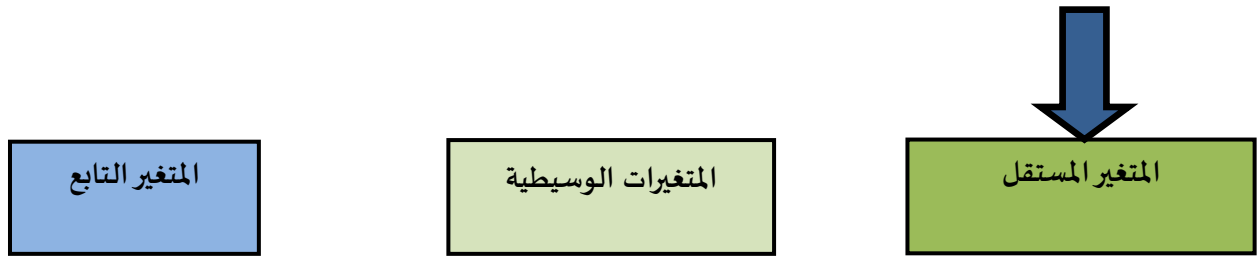 المتغير المستقل
المتغيرات الوسيطية
المتغير التابع